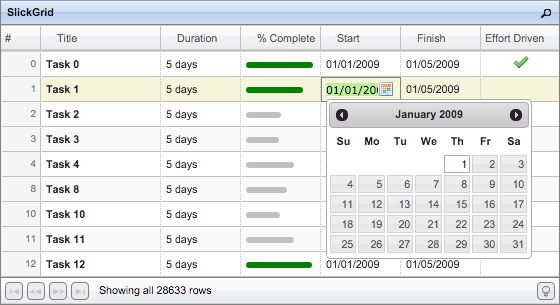 SlickGrid
# Title Duration % Complete Start Finish Effort Driven
0 Task 0 5 days 01/01/2009 01/05/2009
1 Task 1 5 days 01/01/20 01/05/2009
2 Task 2 5 days
3 Task 3 5 days
4 Task 4 5 days
8 Task 8 5 days
10 Task 10 5 days
11 Task 11 5 days
12 Task 12 5 days 01/01/2009 01/05/2009
January 2009
Su Mo Tu We Th Fr Sa
1 2 3
4 5 6 7 8 9 10
11 12 13 14 15 16 17
18 19 20 21 22 23 24
25 26 27 28 29 30 31
Showing all 28633 rows